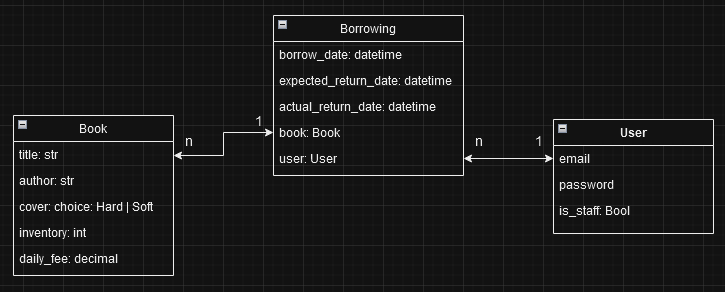 Borrowing
borrow_date: datetime
expected_return_date: datetime
actual_return_date: datetime
book: Book
user: User
Book
title: str
author: str
cover: choice: Hard | Soft
inventory: int
daily_fee: decimal
n
1
n
1
User
email
password
is_staff: Bool